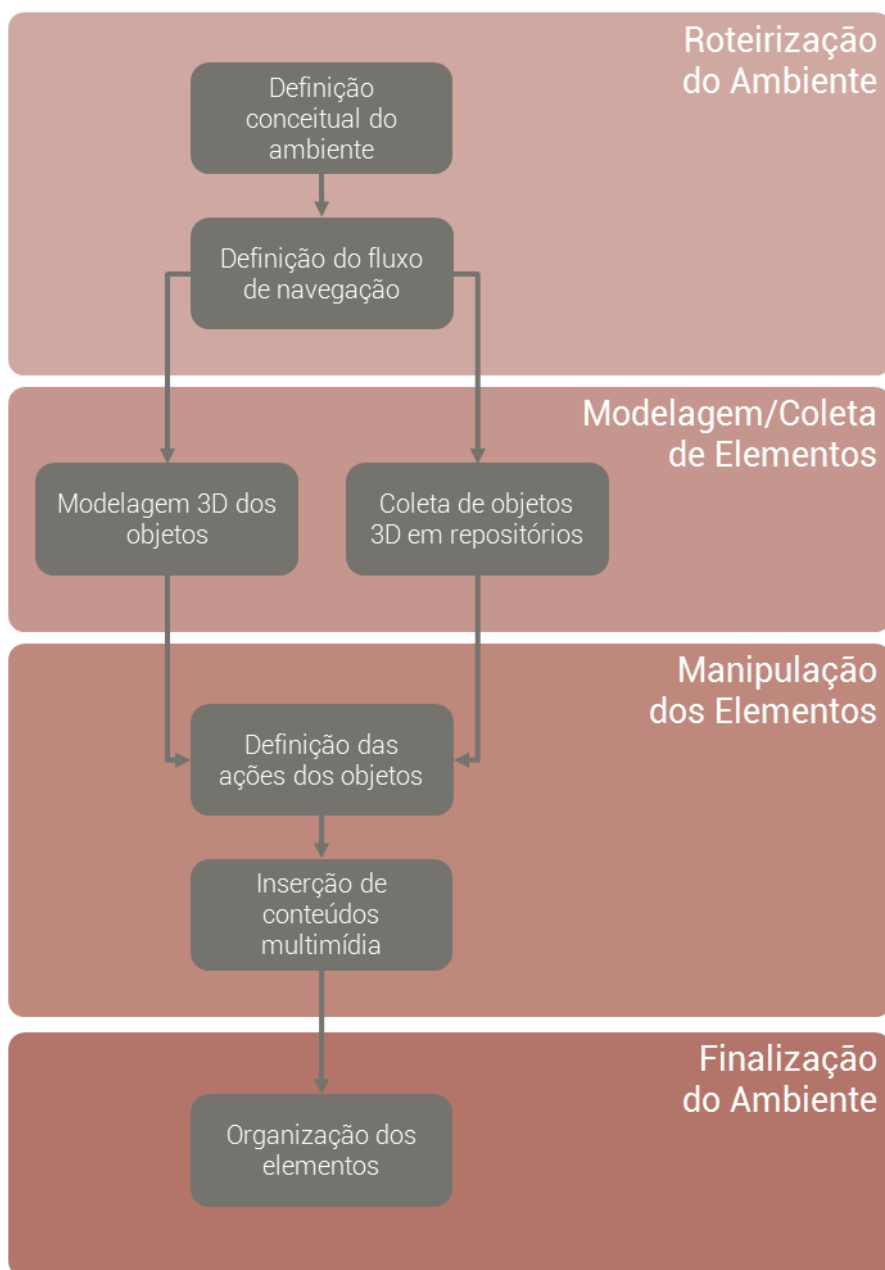 Roteirização
do Ambiente
Definição
conceitual do
ambiente
Definição do fluxo
de navegação
Modelagem/Coleta
de Elementos
Modelagem 3D dos
objetos
Coleta de objetos
3D em repositórios
Manipulação
dos Elementos
Definição das
ações dos objetos
Inserção de
conteúdos
multimídia
Finalização
do Ambiente
Organização dos
elementos